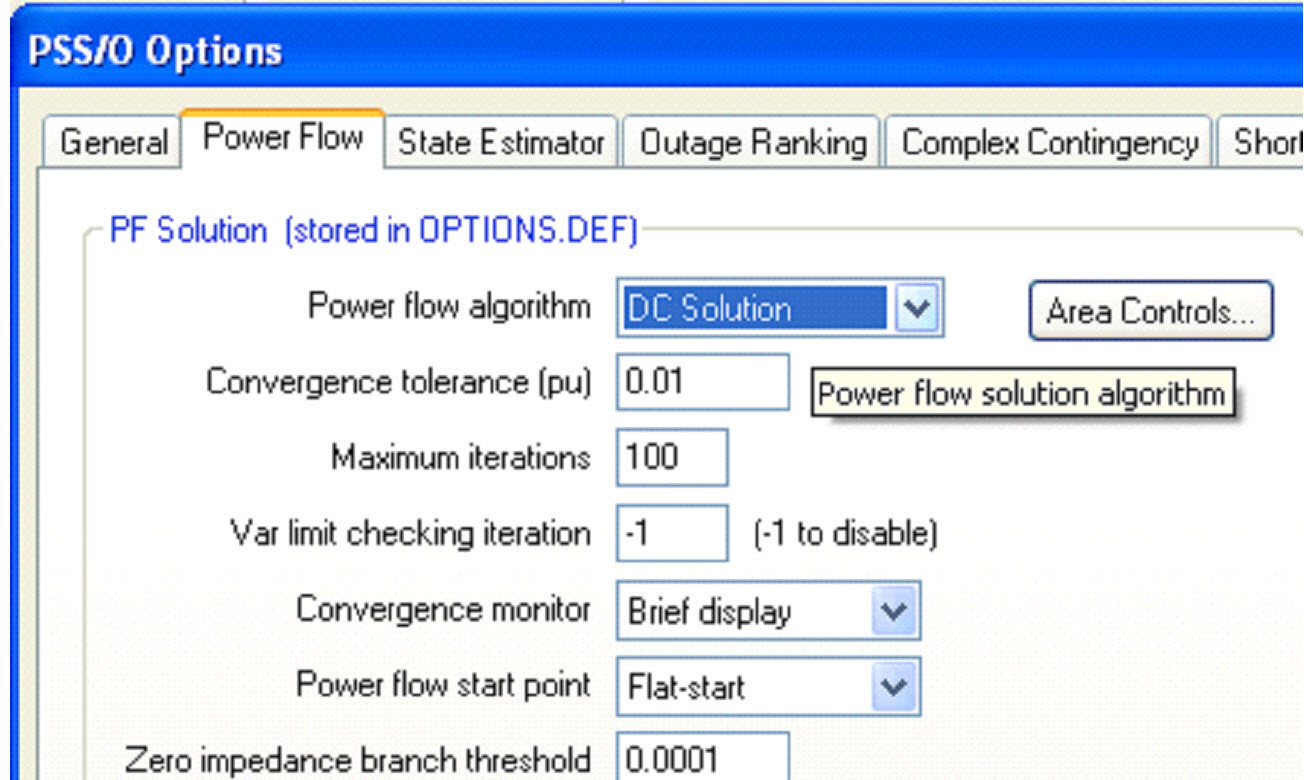 PSS/O Options
General Power Flow State Estimator Outage Ranking Complex Contingency Short
PF Solution (stored in OPTIONS.DEF)
Power flow algorithm DC Solution Area Controls...
Convergence tolerance (pu) 0.01 Power flow solution algorithm
Maximum iterations 100
Var limit checking iteration -1 (-1 to disable)
Convergence monitor Brief display
Power flow start point Flat-start
Zero impedance branch threshold 0.0001